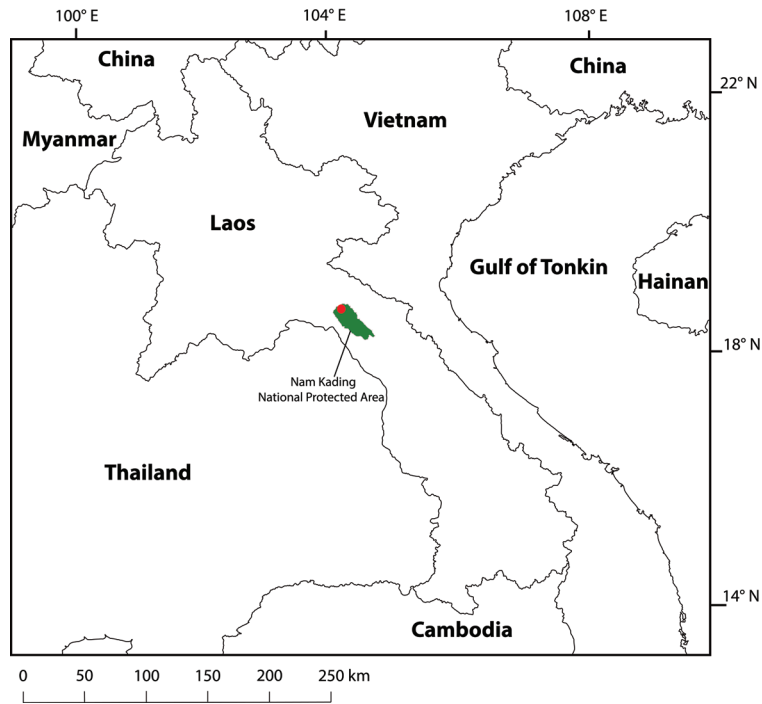 100° E 104° E 108° E
China
China
22° N
Vietnam
Myanmar
Laos
Gulf of Tonkin
Hainan
18° N
Nam Kading
National Protected Area
Thailand
14° N
Cambodia
0 50 100 150 200 250 km